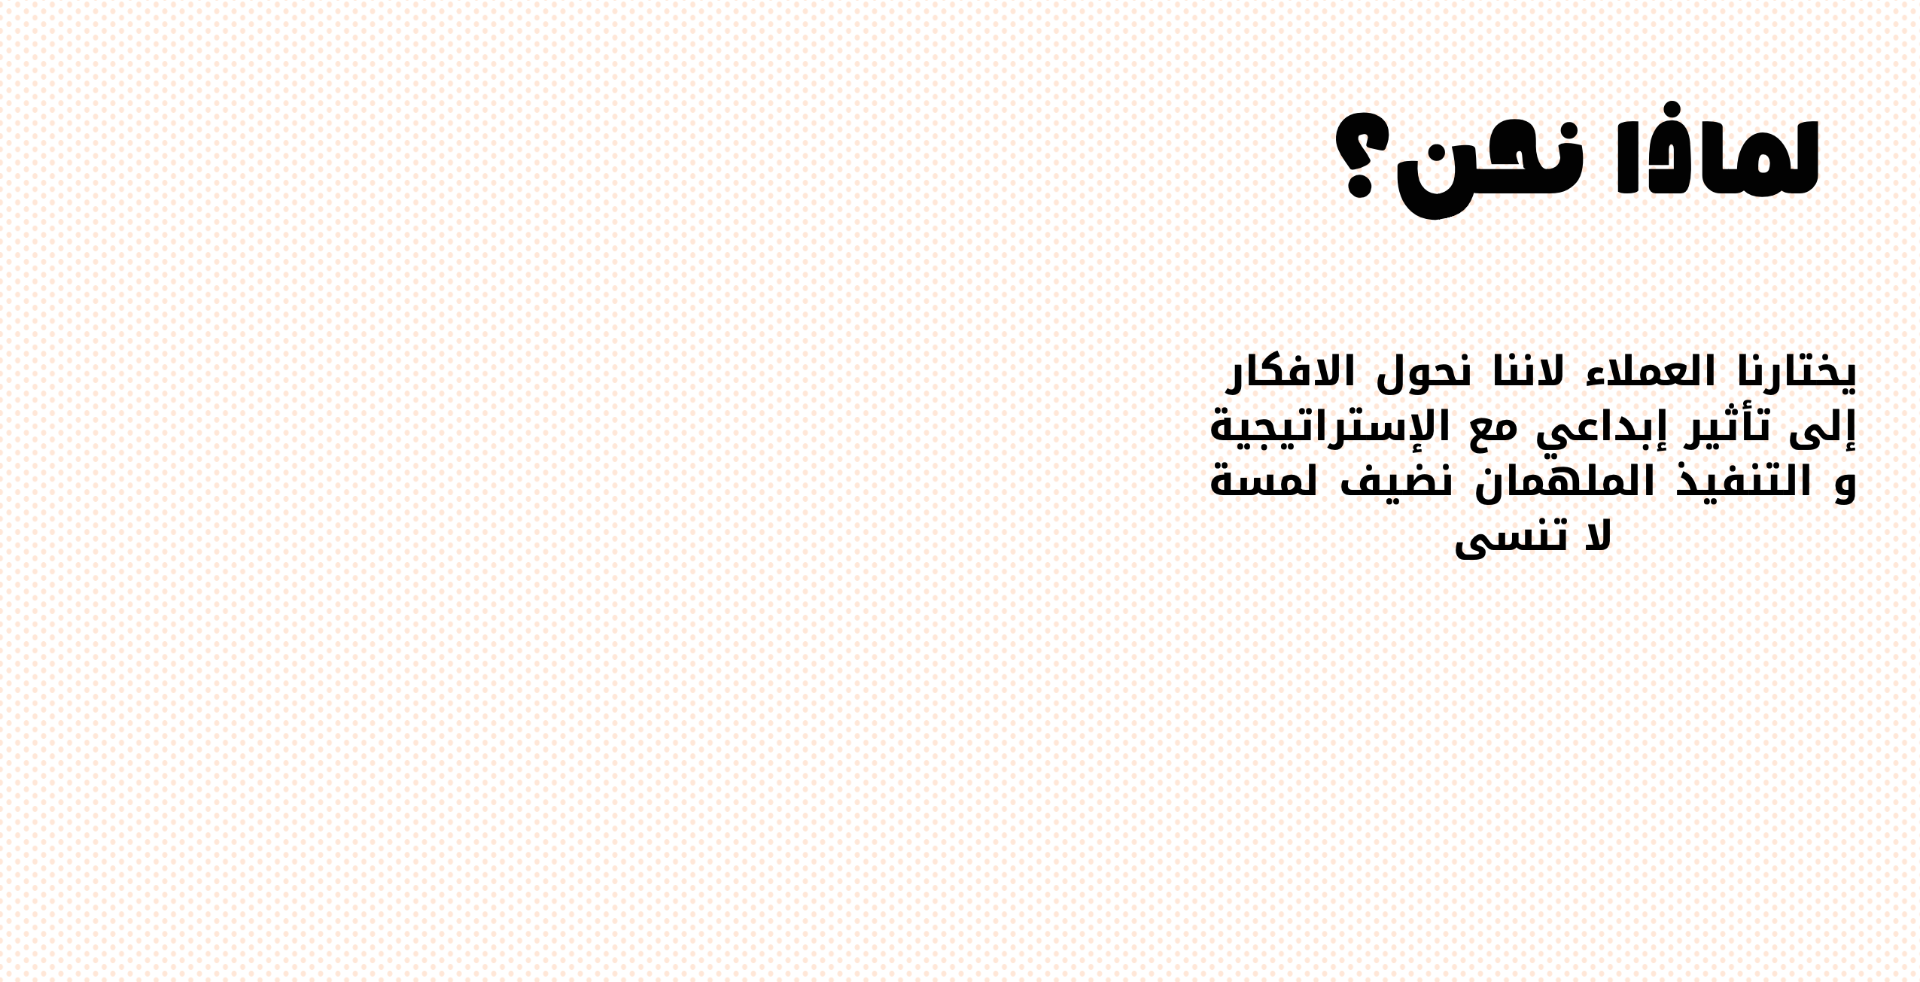 لماذا نحن؟
يختارنا العملاء لاننا نحول الافكار
إلى تأثير إبداعي مع الإستراتيجية
و التنفيذ الملهمان نضيف لمسة
لا تنسى